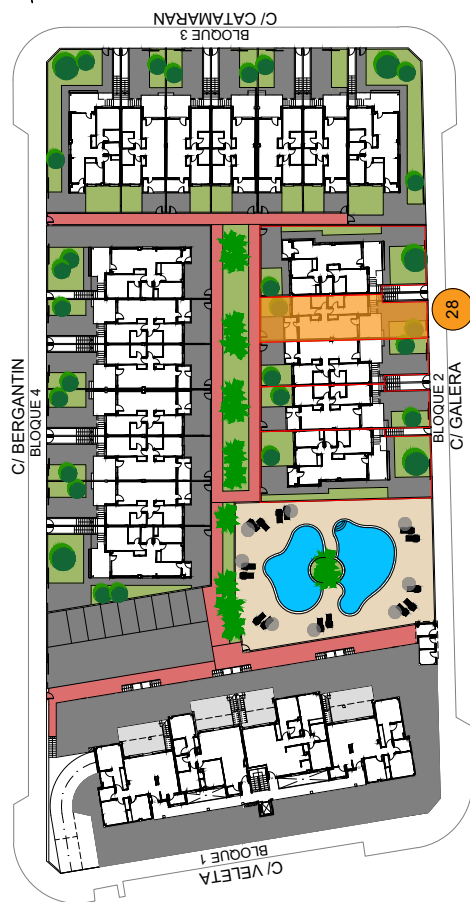 C/ CATAMARAN
BLOQUE 3
C/ BERGANTIN
BLOQUE 4
28
BLOQUE 2
C/ GALERA
BLOQUE 1
C/ VELETA